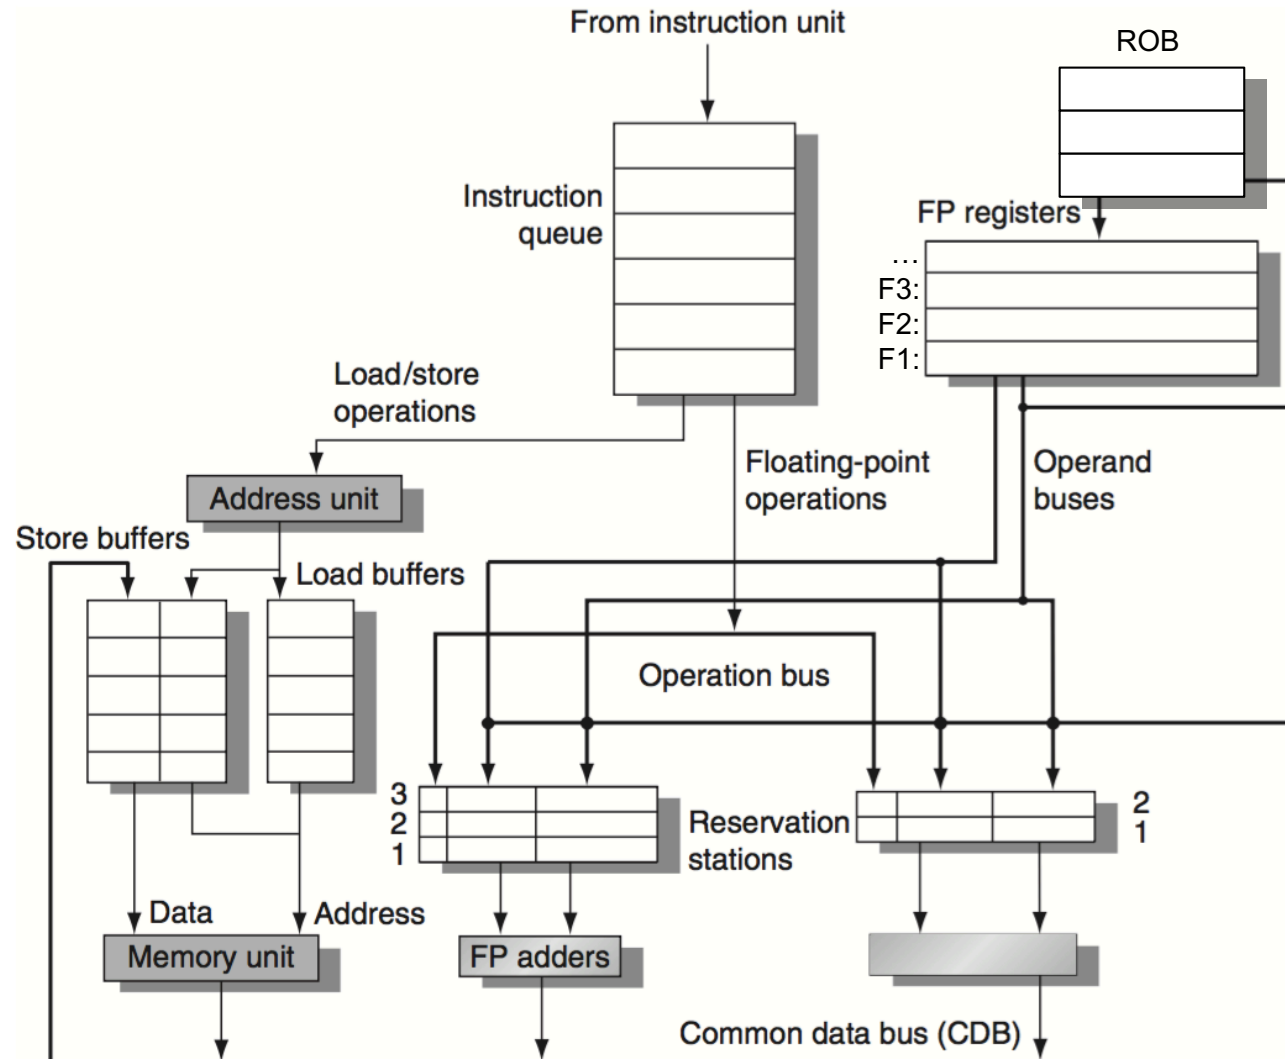 From instruction unit
ROB
Instruction
queue
FP registers
...
F3:
F2:
F1:
Load/store
operations
Floating-point
operations
Operand
buses
Address unit
Store buffers
Load buffers
Operation bus
3
2
1
Reservation
stations
2
1
Data
Address
Memory unit
FP adders
Common data bus (CDB)